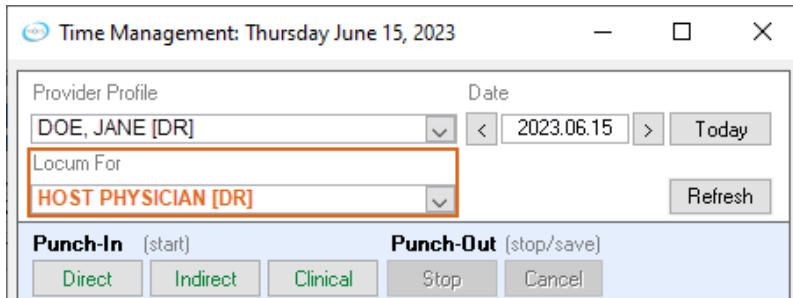 Time Management: Thursday June 15, 2023
Provider Profile Date
DOE, JANE [DR] < 2023.06.15 > Today
Locum For
HOST PHYSICIAN [DR] Refresh
Punch-In (start) Punch-Out (stop/save)
Direct Indirect Clinical Stop Cancel